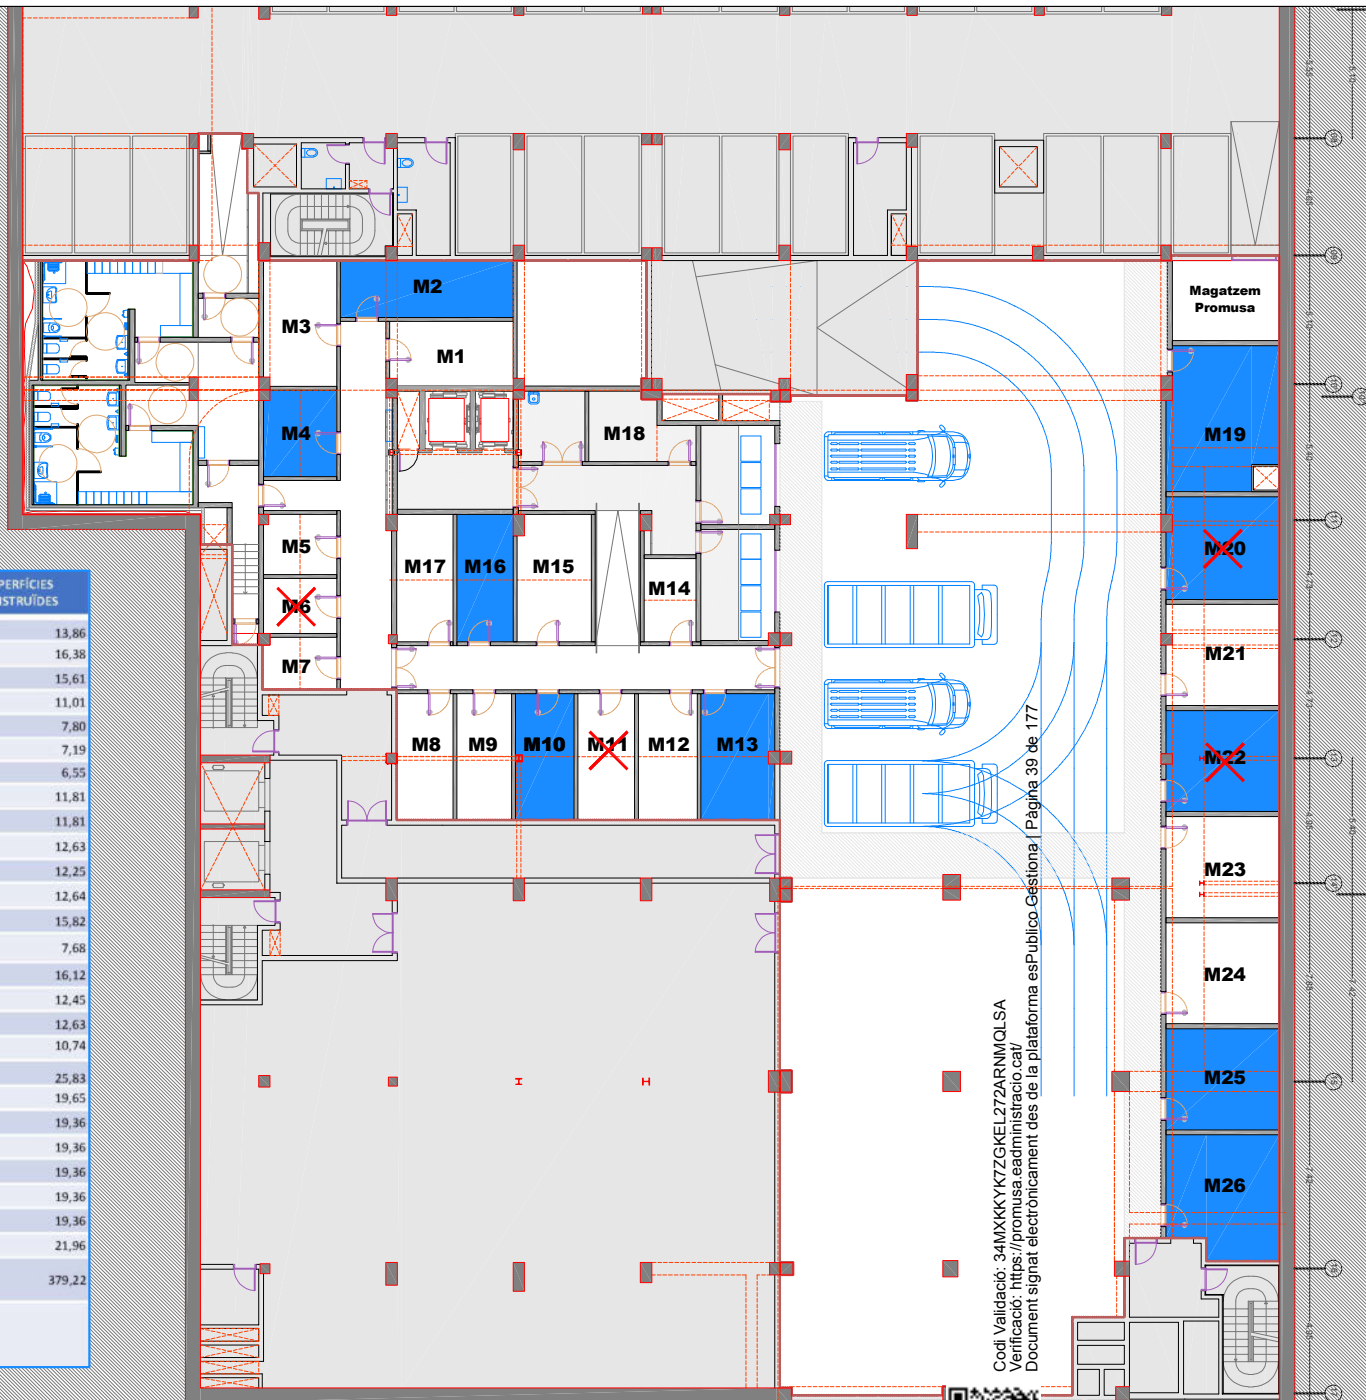 M2
M3
M1
M4
M18
M5
M17
M16
M15
M14
M6
M7
M8
M9
M10
M11
M12
M13
Magatzem
Promusa
M19
M20
M21
M22
M23
M24
M25
M26
PERFÍCIES
NSTRUÏDES
13,86
16,38
15,61
11,01
7,80
7,19
6,55
11,81
11,81
12,63
12,25
12,64
15,82
7,68
16,12
12,45
12,63
10,74
25,83
19,65
19,36
19,36
19,36
19,36
19,36
21,96
379,22
Codi Validació: 34MXKKYK7ZGKEL272ARNMQLSA
Verificació: https://promusa.eadministracio.cat/
Document signat electrònicament des de la plataforma esPublico Gestiona | Pàgina 39 de 177